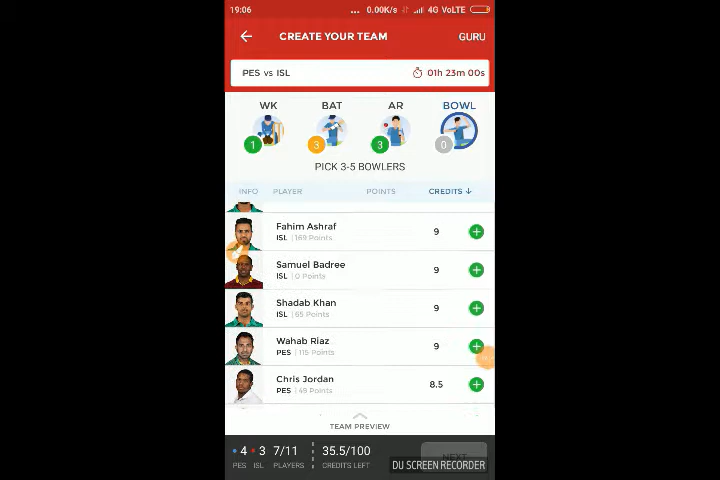 19:06 ... 0.00K/s 4G VoLTE
CREATE YOUR TEAM GURU
PES vs ISL 01h 23m 00s
WK BAT AR BOWL
1 3 3 0
PICK 3-5 BOWLERS
INFO PLAYER POINTS CREDITS
Fahim Ashraf
ISL | 169 Points 9
Samuel Badree
ISL | 0 Points 9
Shadab Khan
ISL | 65 Points 9
Wahab Riaz
PES | 115 Points 9
Chris Jordan
PES | 49 Points 8.5
TEAM PREVIEW
4 3 7/11 35.5/100 NEXT
PES ISL PLAYERS CREDITS LEFT
DU SCREEN RECORDER